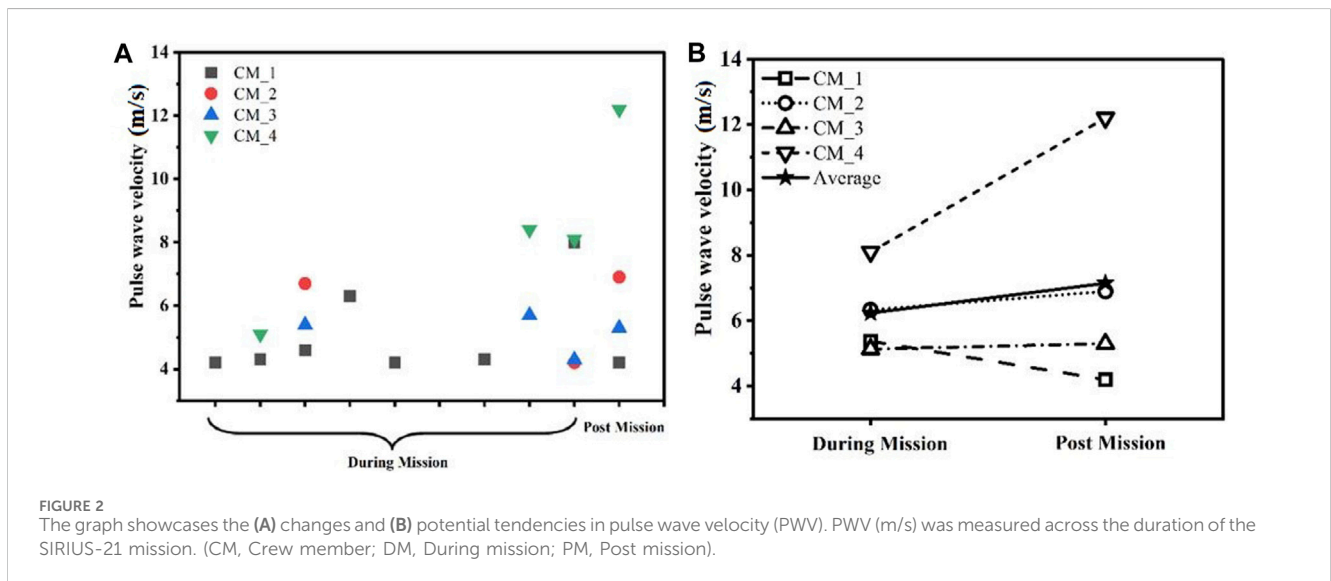 A
14
12
10
8
6
4
Pulse wave velocity (m/s)
CM_1
CM_2
CM_3
CM_4
During Mission
Post Mission
B
14
12
10
8
6
4
Pulse wave velocity (m/s)
CM_1
CM_2
CM_3
CM_4
Average
During Mission
Post Mission
FIGURE 2
The graph showcases the (A) changes and (B) potential tendencies in pulse wave velocity (PWV). PWV (m/s) was measured across the duration of the
SIRIUS-21 mission. (CM, Crew member; DM, During mission; PM, Post mission).